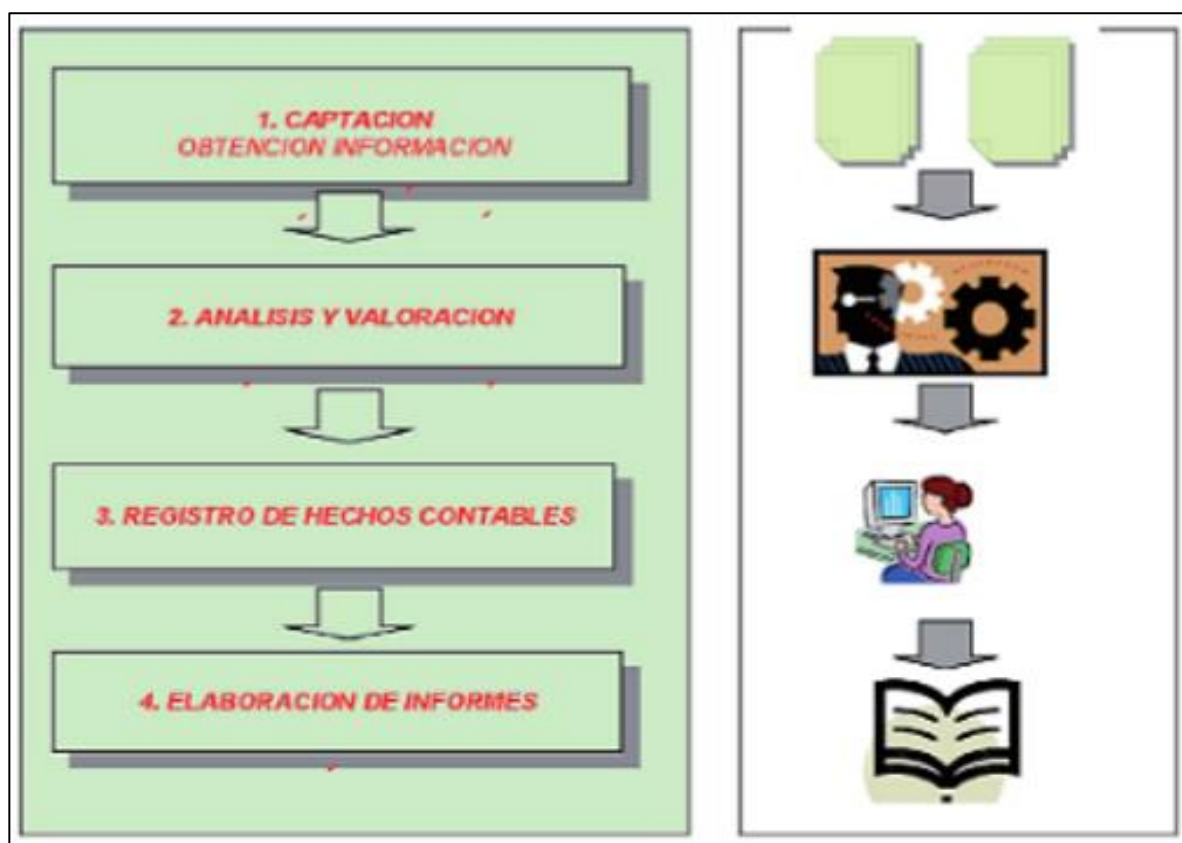 1. CAPTACION
OBTENCION INFORMACION
2. ANALISIS Y VALORACION
3. REGISTRO DE HECHOS CONTABLES
4. ELABORACION DE INFORMES